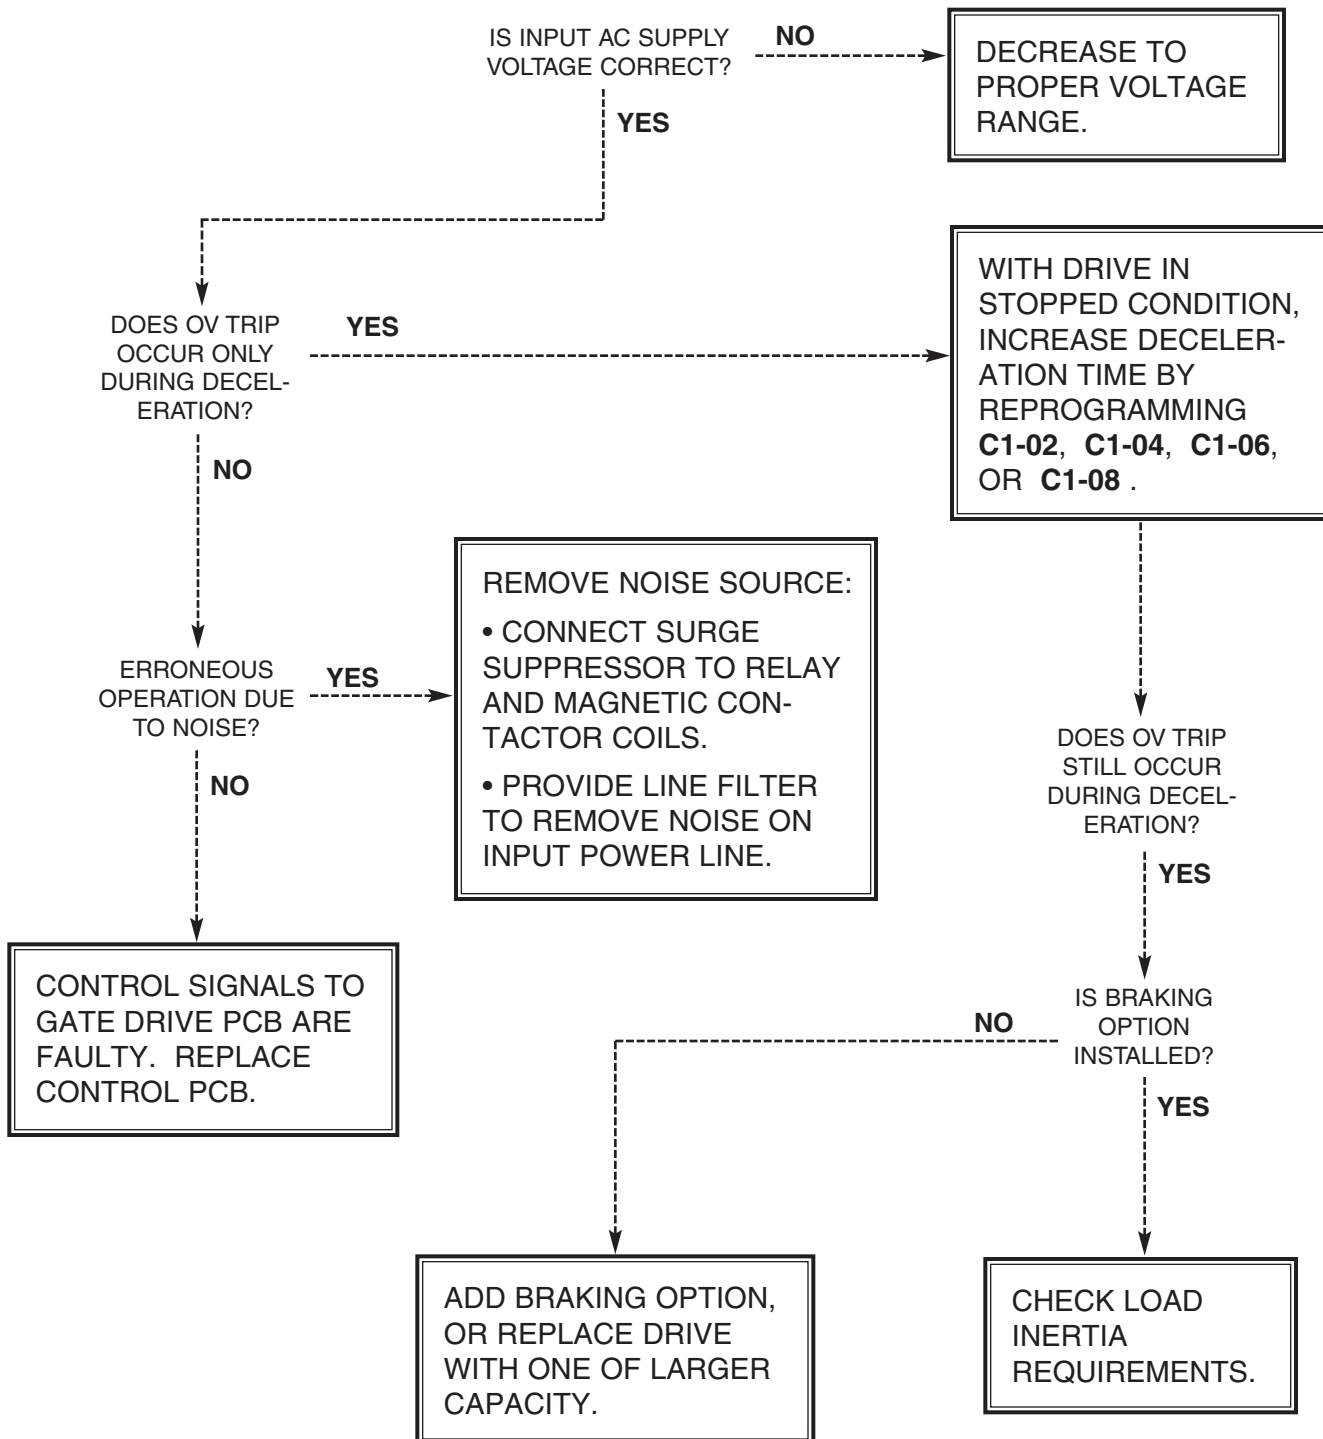 IS INPUT AC SUPPLY
VOLTAGE CORRECT?
NO
DECREASE TO
PROPER VOLTAGE
RANGE.
YES
DOES OV TRIP
OCCUR ONLY
DURING DECEL-
ERATION?
YES
WITH DRIVE IN
STOPPED CONDITION,
INCREASE DECELER-
ATION TIME BY
REPROGRAMMING
C1-02, C1-04, C1-06,
OR C1-08 .
NO
ERRONEOUS
OPERATION DUE
TO NOISE?
YES
REMOVE NOISE SOURCE:
• CONNECT SURGE
SUPPRESSOR TO RELAY
AND MAGNETIC CON-
TACTOR COILS.
• PROVIDE LINE FILTER
TO REMOVE NOISE ON
INPUT POWER LINE.
NO
CONTROL SIGNALS TO
GATE DRIVE PCB ARE
FAULTY. REPLACE
CONTROL PCB.
DOES OV TRIP
STILL OCCUR
DURING DECEL-
ERATION?
YES
IS BRAKING
OPTION
INSTALLED?
NO
YES
ADD BRAKING OPTION,
OR REPLACE DRIVE
WITH ONE OF LARGER
CAPACITY.
CHECK LOAD
INERTIA
REQUIREMENTS.